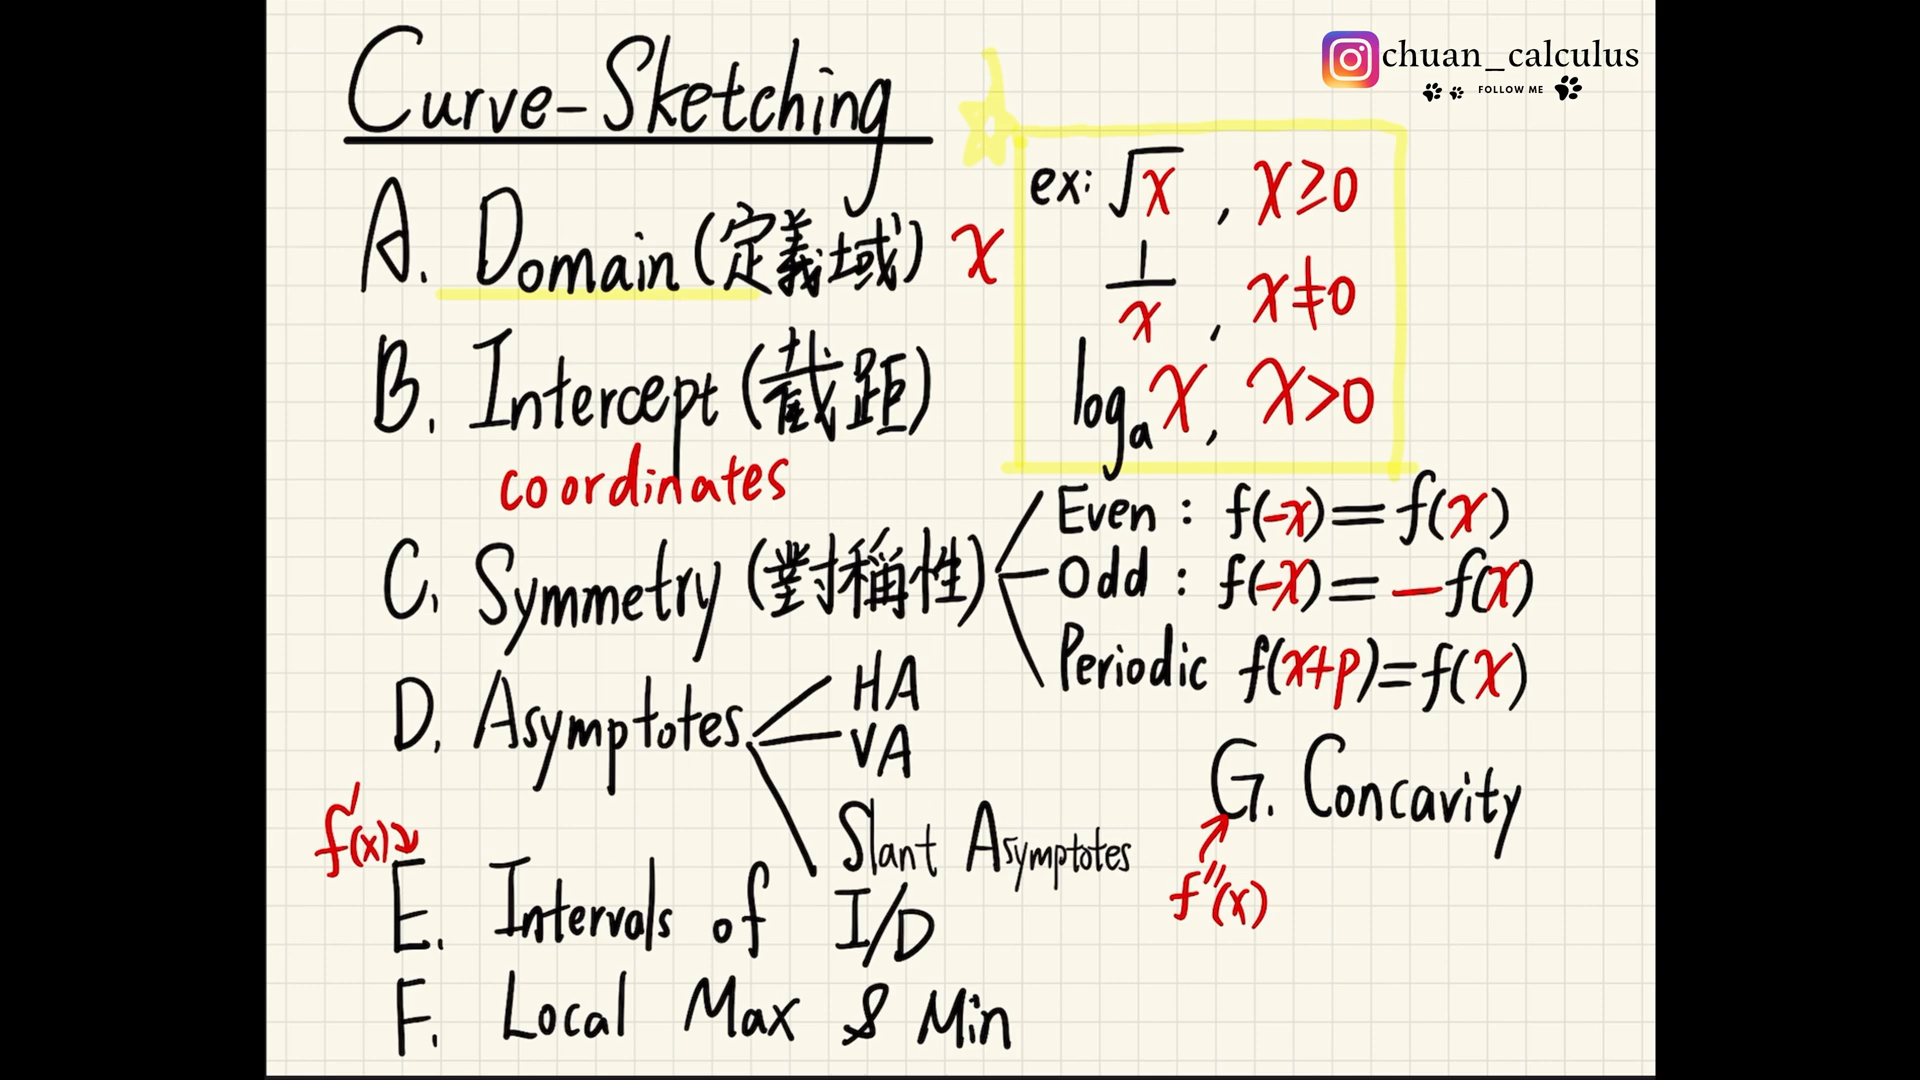 chuan_calculus
FOLLOW ME
Curve-Sketching
A. Domain (定義域) x
ex: √x , x≥0
1/x , x≠0
logₐx, x>0
B. Intercept (截距)
coordinates
C. Symmetry (對稱性)
Even : f(-x)=f(x)
Odd : f(-x)=-f(x)
Periodic f(x+p)=f(x)
D. Asymptotes
HA
VA
Slant Asymptotes
f'(x)
E. Intervals of I/D
F. Local Max & Min
G. Concavity
f''(x)